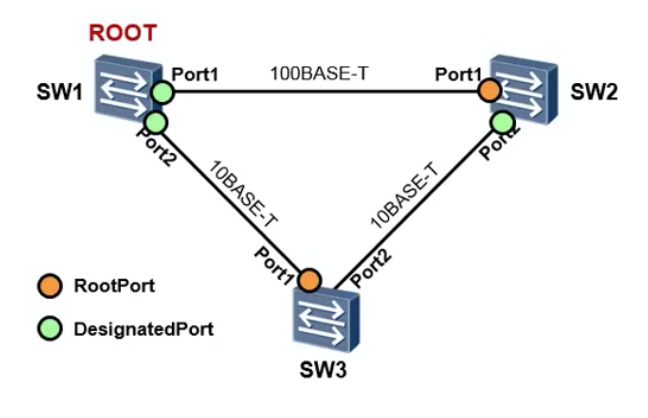 ROOT
SW1
Port1
100BASE-T
Port1
SW2
Port2
Port2
10BASE-T
10BASE-T
Port1
Port2
RootPort
DesignatedPort
SW3